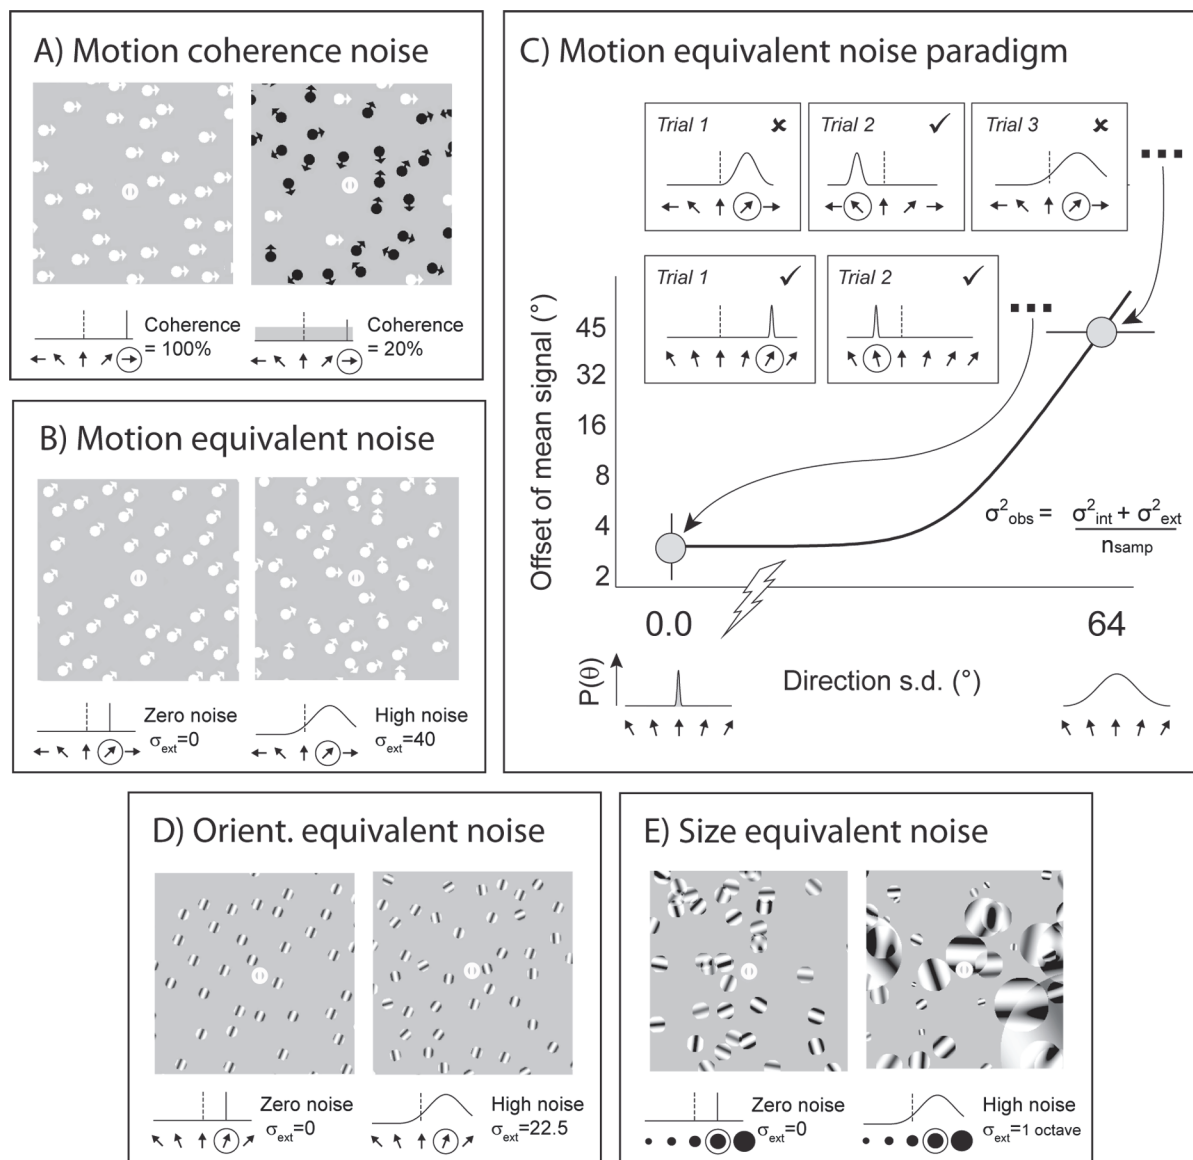 A) Motion coherence noise
Coherence
= 100%
Coherence
= 20%
B) Motion equivalent noise
Zero noise
σext=0
High noise
σext=40
C) Motion equivalent noise paradigm
Trial 1 ✘
Trial 2 ✓
Trial 3 ✘
Trial 1 ✓
Trial 2 ✓
Offset of mean signal (°)
45
32
16
8
4
2
σ²obs = σ²int + σ²ext
nsamp
0.0
64
P(θ)
Direction s.d. (°)
D) Orient. equivalent noise
Zero noise
σext=0
High noise
σext=22.5
E) Size equivalent noise
Zero noise
σext=0
High noise
σext=1 octave